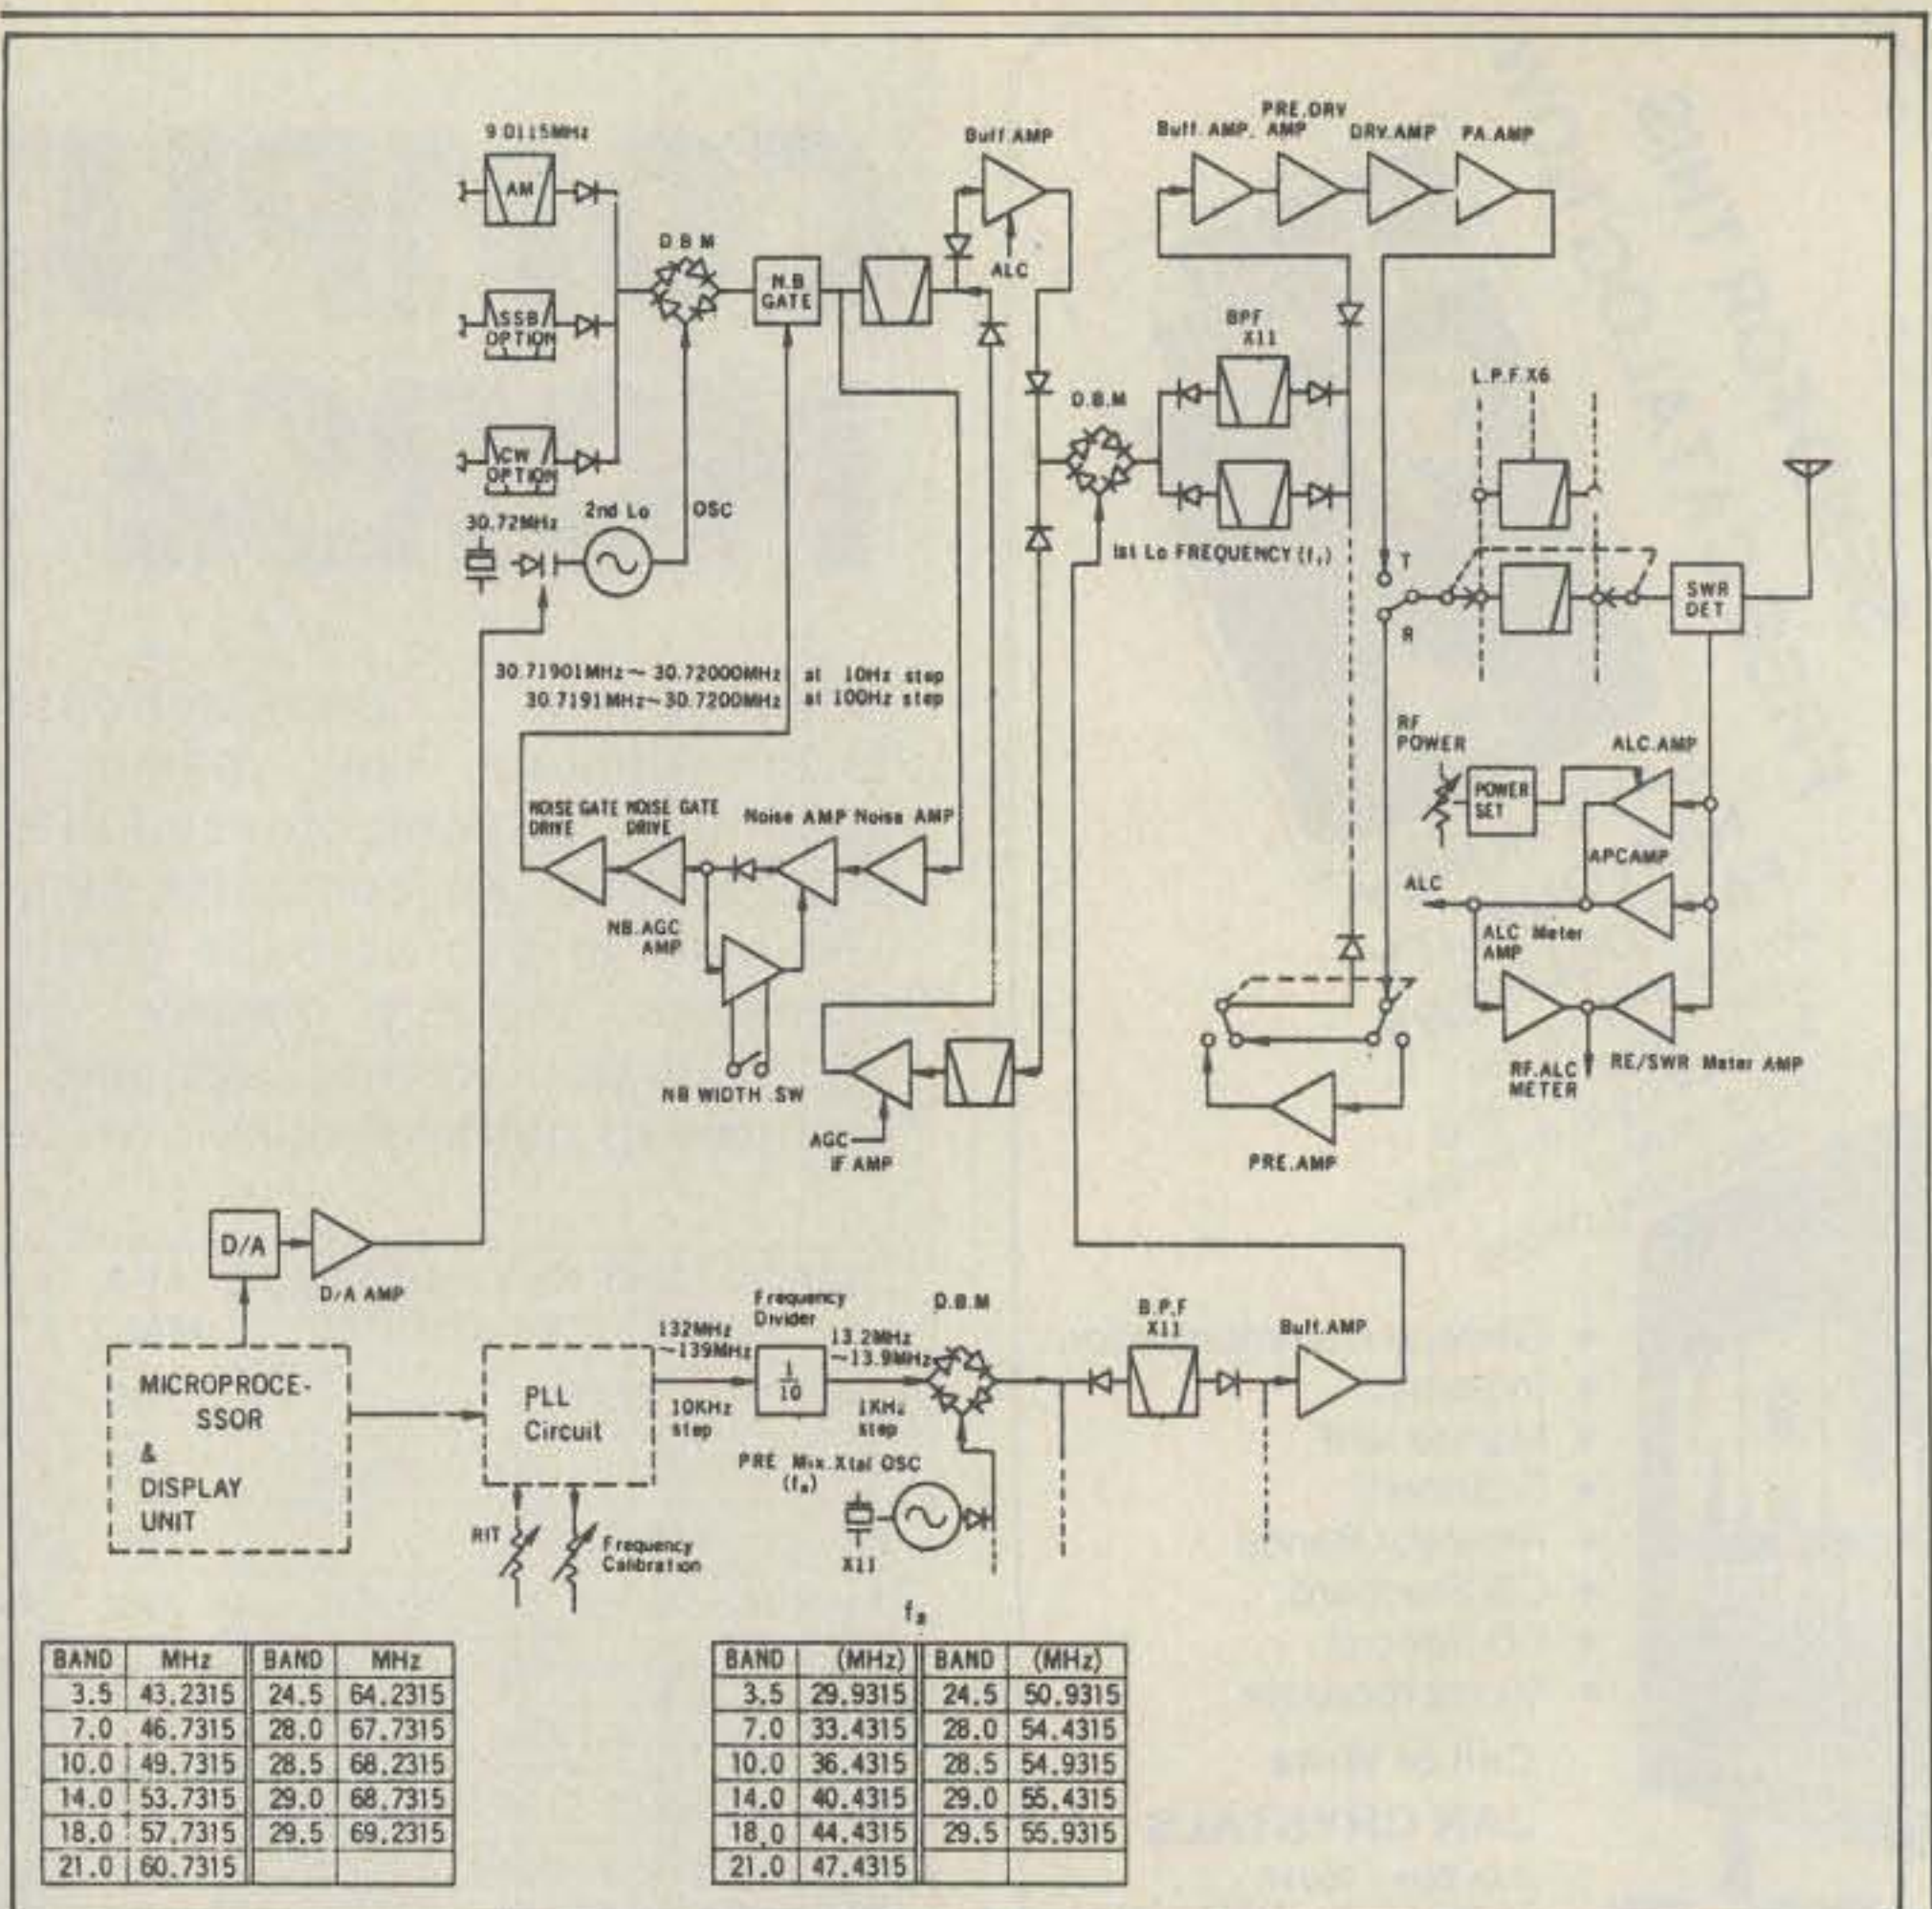 9 0115MHz
AM
SSB
OPTION
CW
OPTION
30.72MHz
2nd Lo
OSC
D B M
N.B
GATE
Buff AMP
ALC
PRE.DRV
Buff.AMP. AMP DRV.AMP PA.AMP
BPF
X11
D.B.M
1st Lo FREQUENCY (f₁)
L.P.F.X6
T
R
SWR
DET
30.71901MHz ~ 30.72000MHz at 10Hz step
30.7191MHz~30.7200MHz at 100Hz step
NOISE GATE NOISE GATE
DRIVE DRIVE
Noise AMP Noise AMP
NB.AGC
AMP
NB WIDTH .SW
AGC
IF AMP
RF
POWER
POWER
SET
ALC.AMP
APCAMP
ALC
ALC Meter
AMP
RF.ALC
METER
RE/SWR Meter AMP
PRE.AMP
D/A
D/A AMP
MICROPROCE-
SSOR
&
DISPLAY
UNIT
PLL
Circuit
RIT
Frequency
Calibration
132MHz
~139MHz
10KHz
step
Frequency
Divider
1
10
13.2MHz
~13.9MHz
1KHz
step
D.B.M
PRE Mix.Xtal OSC
X11
B.P.F
X11
Buff.AMP
BAND MHz BAND MHz
3.5 43.2315 24.5 64.2315
7.0 46.7315 28.0 67.7315
10.0 49.7315 28.5 68.2315
14.0 53.7315 29.0 68.7315
18.0 57.7315 29.5 69.2315
21.0 60.7315
BAND (MHz) BAND (MHz)
3.5 29.9315 24.5 50.9315
7.0 33.4315 28.0 54.4315
10.0 36.4315 28.5 54.9315
14.0 40.4315 29.0 55.4315
18.0 44.4315 29.5 55.9315
21.0 47.4315